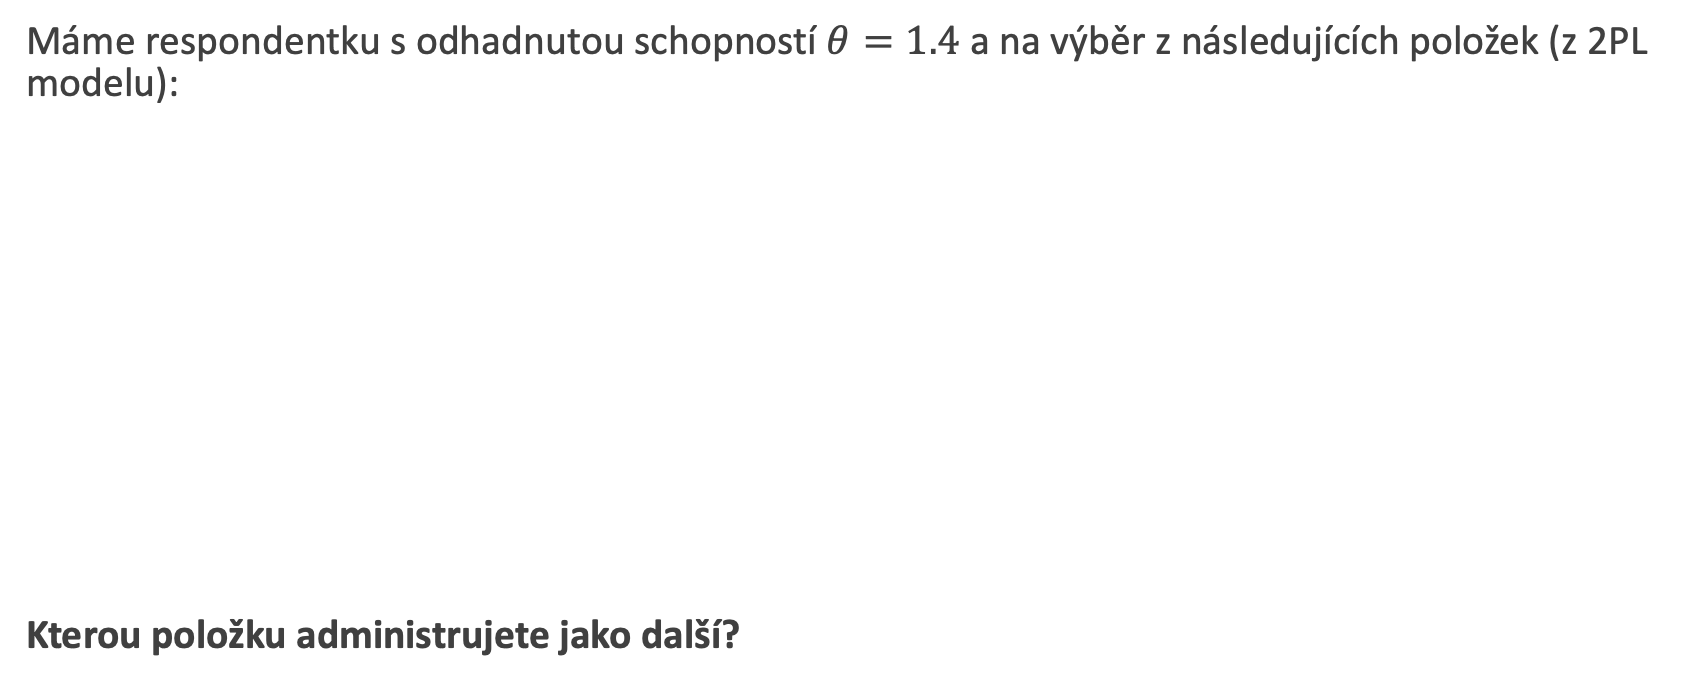 Máme respondentku s odhadnutou schopností θ = 1.4 a na výběr z následujících položek (z 2PL
modelu):
Kterou položku administrujete jako další?